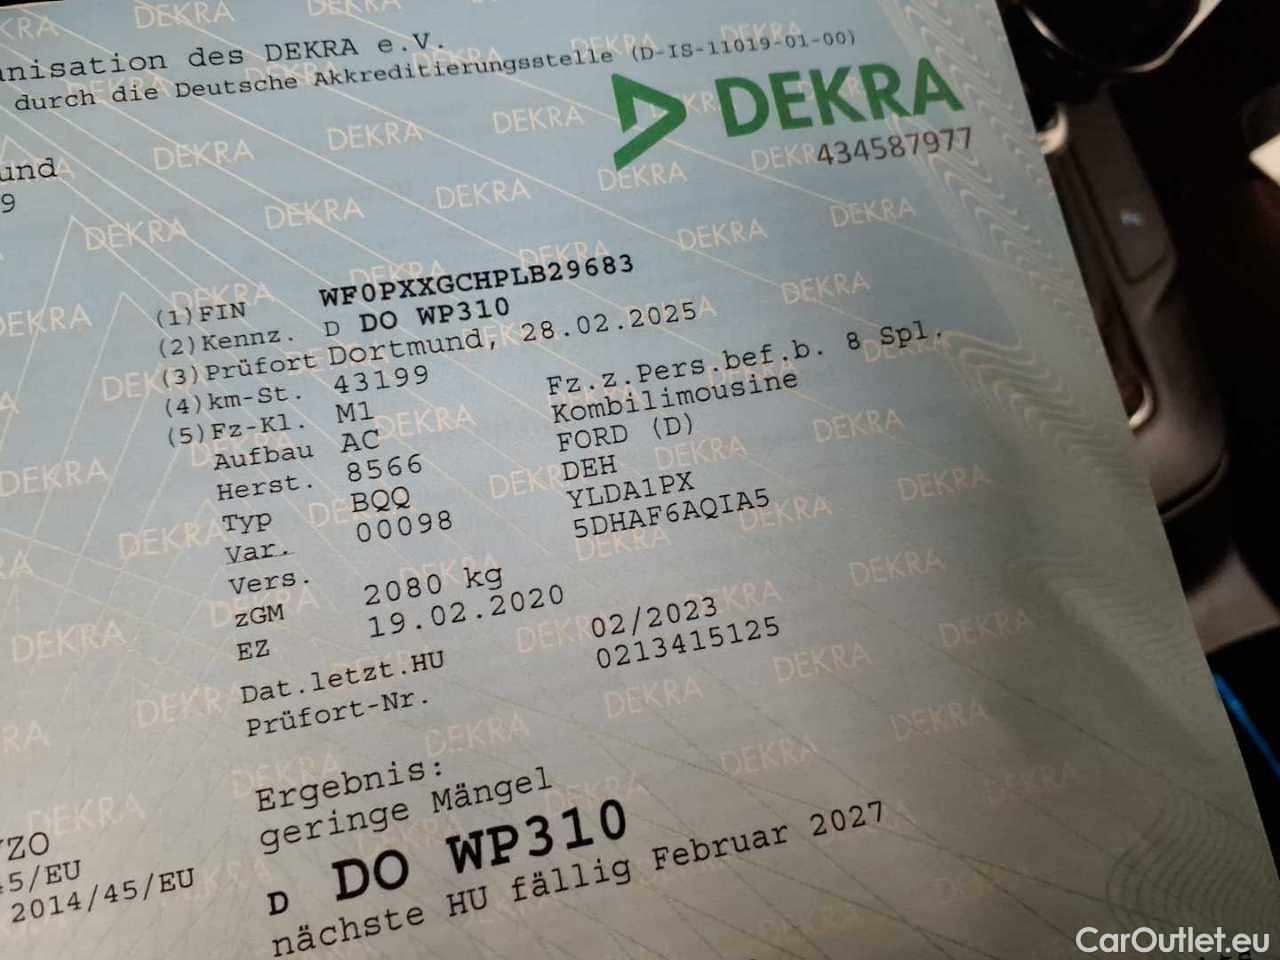 nisation des DEKRA e.V.
durch die Deutsche Akkreditierungsstelle (D-IS-11019-01-00)
DEKRA
434587977
und
9
(1)FIN WF0PXXGCHPLB29683
(2)Kennz. D DO WP310
(3)Prüfort Dortmund, 28.02.2025
(4)km-St. 43199
(5)Fz-Kl. M1 Fz.z.Pers.bef.b. 8 Spl.
Aufbau AC Kombilimousine
Herst. 8566 FORD (D)
Typ BQQ DEH
Var. 00098 YLDA1PX
Vers. 5DHAF6AQIA5
zGM 2080 kg
EZ 19.02.2020
Dat.letzt.HU 02/2023
Prüfort-Nr. 0213415125
Ergebnis:
geringe Mängel
D DO WP310
nächste HU fällig Februar 2027
YZO
45/EU
2014/45/EU
CarOutlet.eu